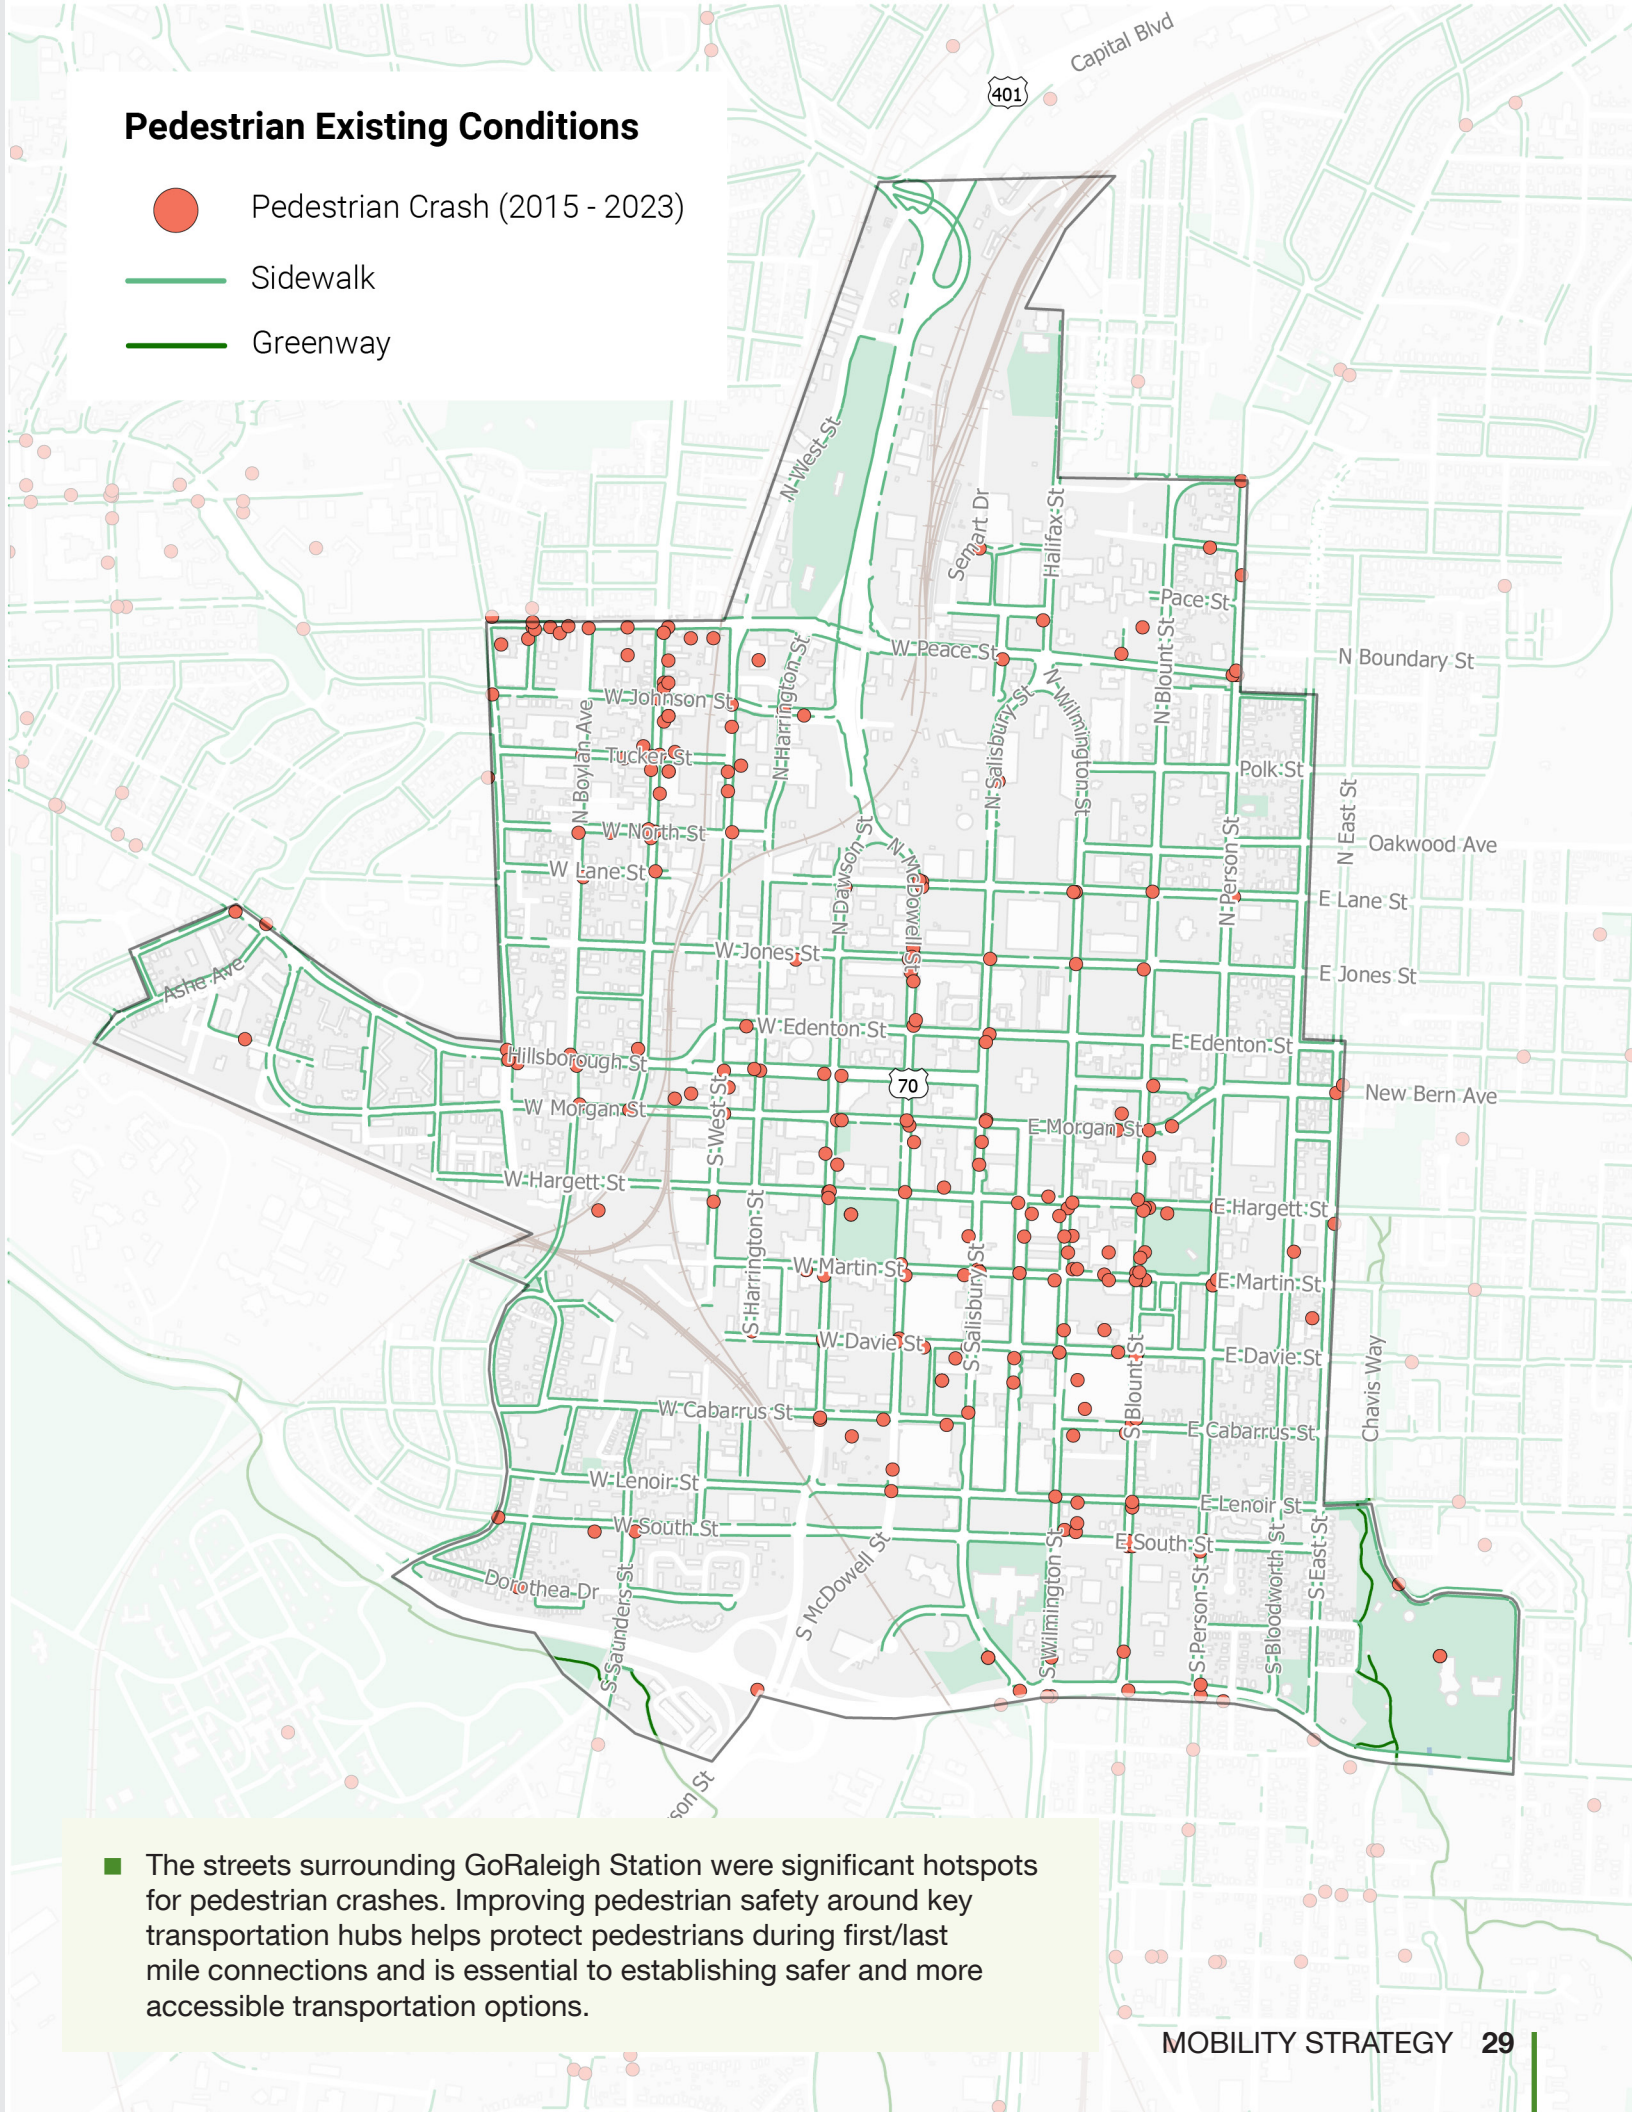 Capital Blvd
401
Pedestrian Existing Conditions
Pedestrian Crash (2015 - 2023)
Sidewalk
Greenway
N West St
Semart Dr
Halifax St
Pace St
N Blount St
W Peace St
N Boundary St
N Harrington St
N Salisbury St
N Wilmington St
W Johnson St
N Boylan Ave
Tucker St
Polk St
N East St
W North St
N Dawson St
N McDowell St
N Person St
Oakwood Ave
W Lane St
E Lane St
Ashe Ave
W Jones St
E Jones St
W Edenton St
E Edenton St
Hillsborough St
70
New Bern Ave
W Morgan St
S West St
E Morgan St
W Hargett St
E Hargett St
S Harrington St
W Martin St
S Salisbury St
E Martin St
W Davie St
S Blount St
E Davie St
Chavis Way
W Cabarrus St
E Cabarrus St
W Lenoir St
E Lenoir St
W South St
E South St
Dorothea Dr
S Saunders St
S McDowell St
S Wilmington St
S Person St
S Bloodworth St
S East St
son St
■ The streets surrounding GoRaleigh Station were significant hotspots
for pedestrian crashes. Improving pedestrian safety around key
transportation hubs helps protect pedestrians during first/last
mile connections and is essential to establishing safer and more
accessible transportation options.
MOBILITY STRATEGY 29